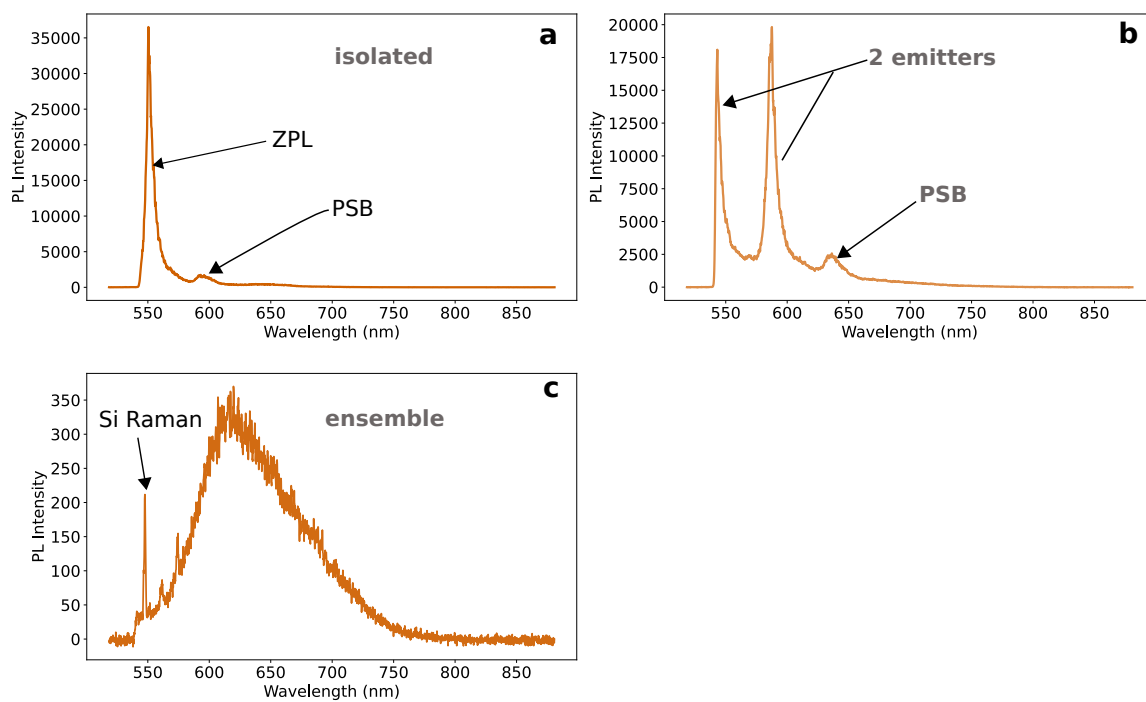 a
isolated
ZPL
PSB
PL Intensity
35000
30000
25000
20000
15000
10000
5000
0
550 600 650 700 750 800 850
Wavelength (nm)
b
2 emitters
PSB
PL Intensity
20000
17500
15000
12500
10000
7500
5000
2500
0
550 600 650 700 750 800 850
Wavelength (nm)
c
ensemble
Si Raman
PL Intensity
350
300
250
200
150
100
50
0
550 600 650 700 750 800 850
Wavelength (nm)